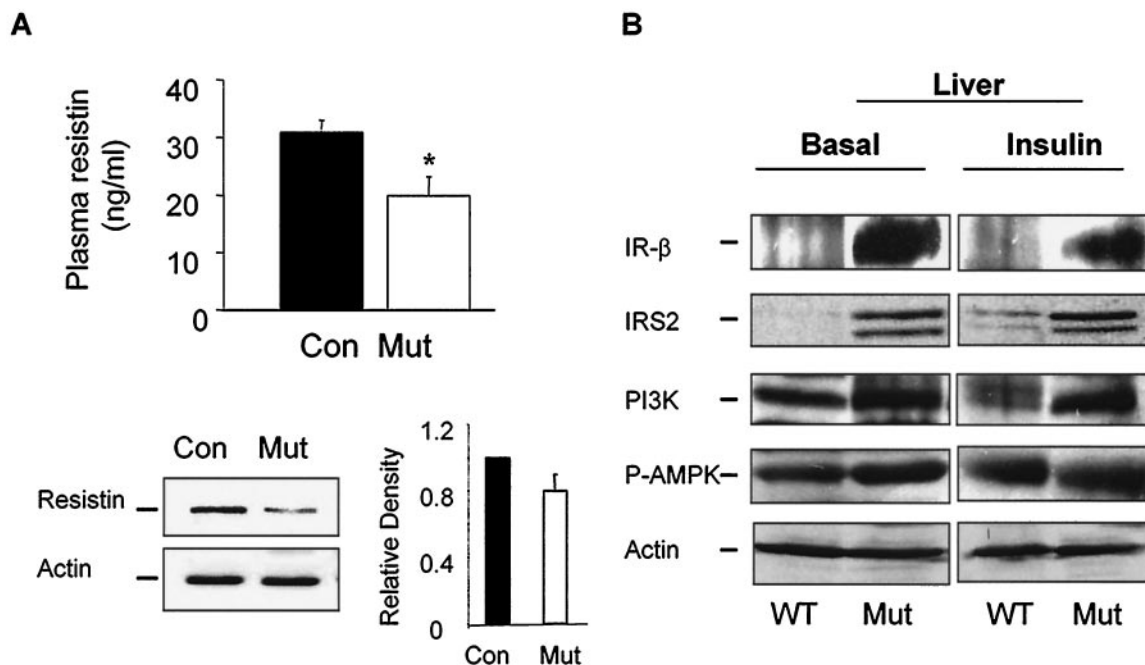 A
Plasma resistin
(ng/ml)
40
30
20
10
0
*
Con Mut
Con Mut
Resistin
Actin
Relative Density
1.2
0.8
0.4
0
Con Mut
B
Liver
Basal Insulin
IR-β
IRS2
PI3K
P-AMPK
Actin
WT Mut WT Mut